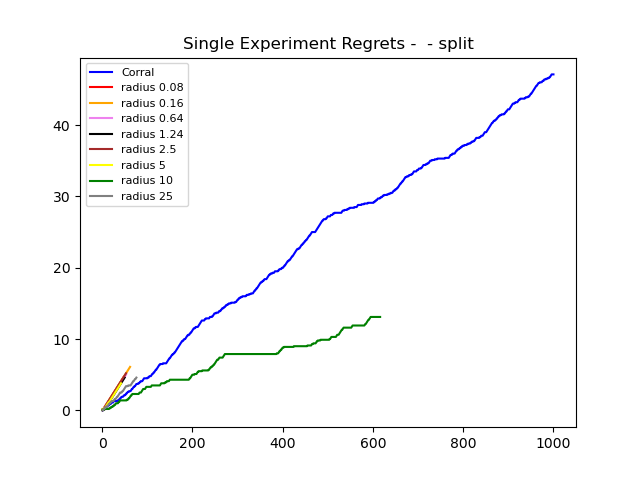 Single Experiment Regrets -  - split
Corral
radius 0.08
radius 0.16
radius 0.64
radius 1.24
radius 2.5
radius 5
radius 10
radius 25
40
30
20
10
0
0 200 400 600 800 1000